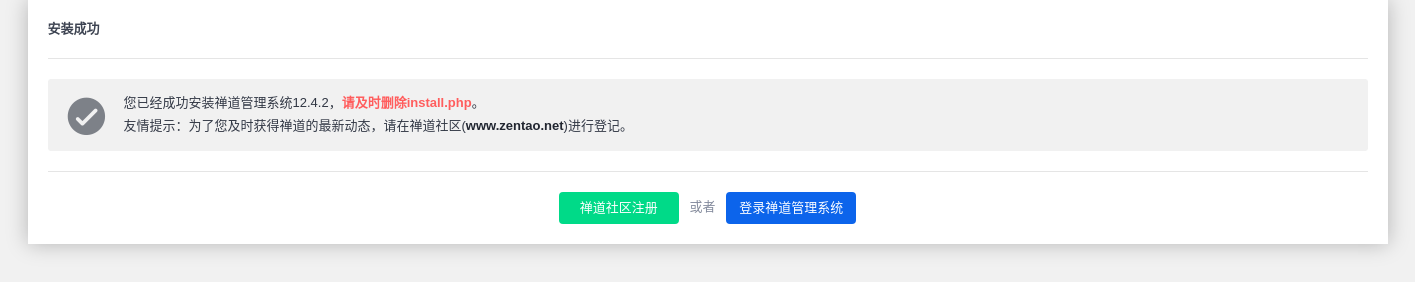 安装成功
您已经成功安装禅道管理系统12.4.2，请及时删除install.php。
友情提示：为了您及时获得禅道的最新动态，请在禅道社区(www.zentao.net)进行登记。
禅道社区注册 或者 登录禅道管理系统